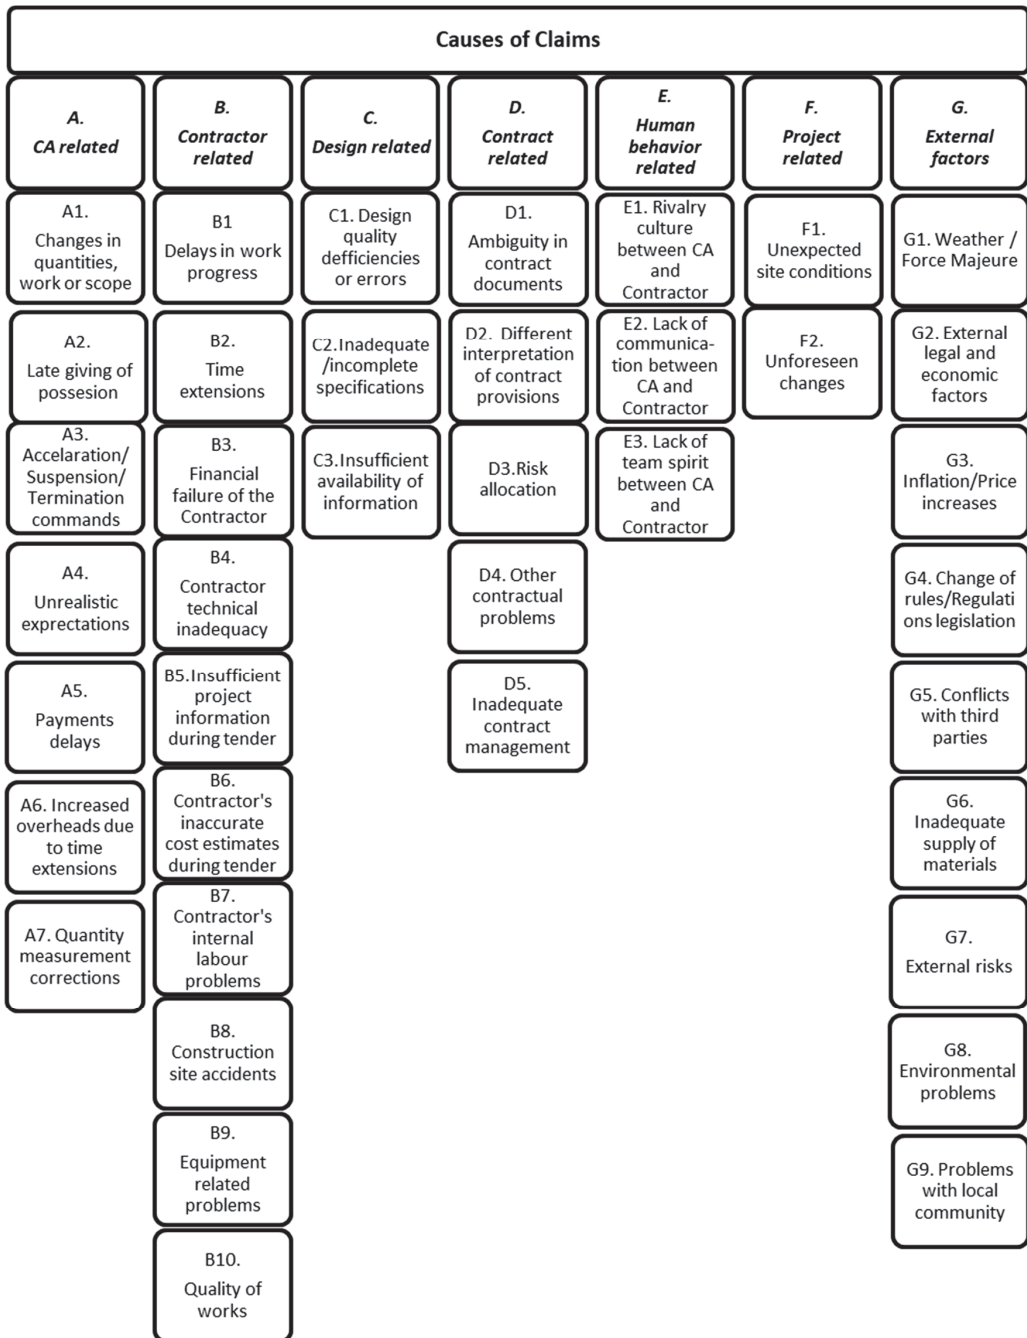 Causes of Claims
A.
CA related
B.
Contractor
related
C.
Design related
D.
Contract
related
E.
Human
behavior
related
F.
Project
related
G.
External
factors
A1.
Changes in
quantities,
work or scope
A2.
Late giving of
possesion
A3.
Accelaration/
Suspension/
Termination
commands
A4.
Unrealistic
exprectations
A5.
Payments
delays
A6. Increased
overheads due
to time
extensions
A7. Quantity
measurement
corrections
B1
Delays in work
progress
B2.
Time
extensions
B3.
Financial
failure of the
Contractor
B4.
Contractor
technical
inadequacy
B5.Insufficient
project
information
during tender
B6.
Contractor's
inaccurate
cost estimates
during tender
B7.
Contractor's
internal
labour
problems
B8.
Construction
site accidents
B9.
Equipment
related
problems
B10.
Quality of
works
C1. Design
quality
defficiencies
or errors
C2.Inadequate
/incomplete
specifications
C3.Insufficient
availability of
information
D1.
Ambiguity in
contract
documents
D2. Different
interpretation
of contract
provisions
D3.Risk
allocation
D4. Other
contractual
problems
D5.
Inadequate
contract
management
E1. Rivalry
culture
between CA
and
Contractor
E2. Lack of
communica-
tion between
CA and
Contractor
E3. Lack of
team spirit
between CA
and
Contractor
F1.
Unexpected
site conditions
F2.
Unforeseen
changes
G1. Weather /
Force Majeure
G2. External
legal and
economic
factors
G3.
Inflation/Price
increases
G4. Change of
rules/Regulati
ons legislation
G5. Conflicts
with third
parties
G6.
Inadequate
supply of
materials
G7.
External risks
G8.
Environmental
problems
G9. Problems
with local
community